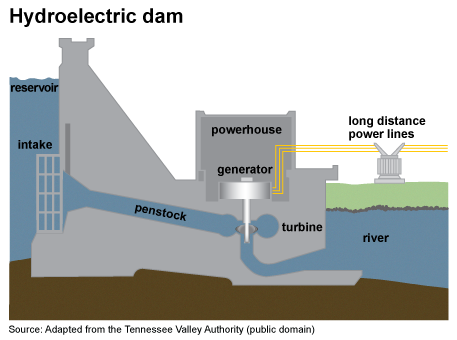 Hydroelectric dam
reservoir
intake
powerhouse
long distance
power lines
generator
penstock
turbine
river
Source: Adapted from the Tennessee Valley Authority (public domain)